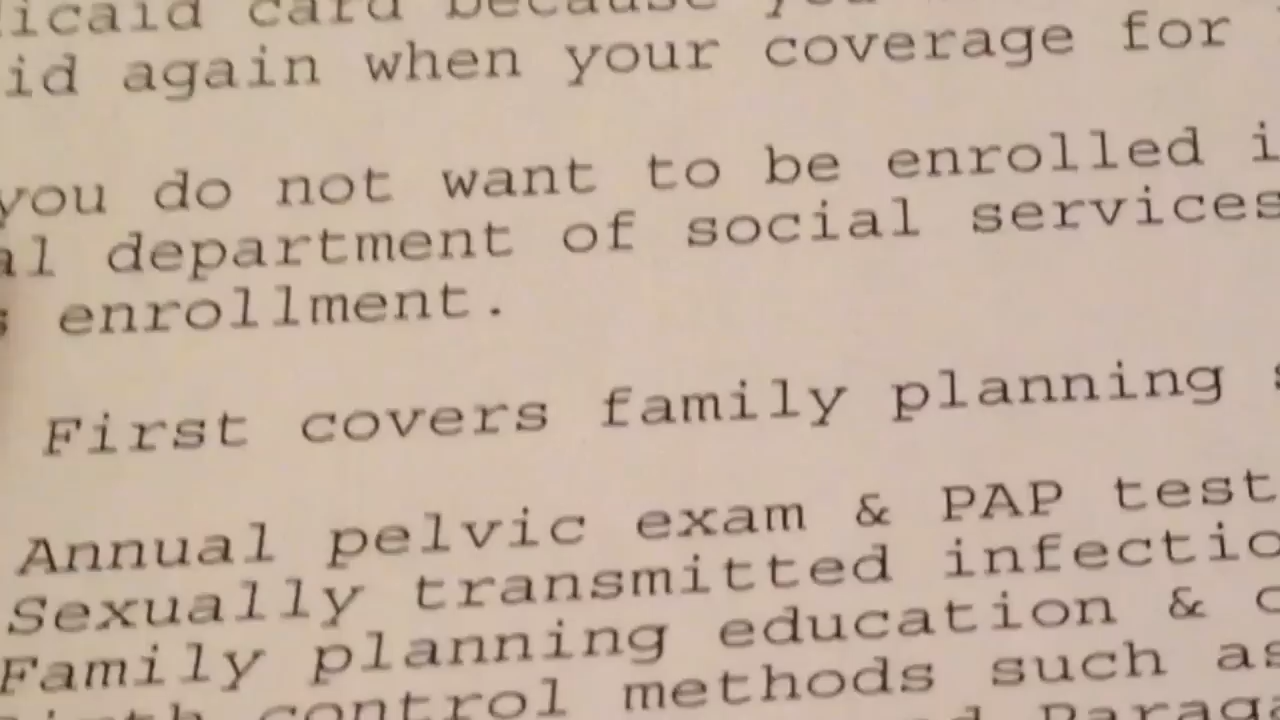 icaid card because
id again when your coverage for
you do not want to be enrolled i
al department of social services
s enrollment.
First covers family planning s
Annual pelvic exam & PAP test
Sexually transmitted infectio
Family planning education & c
birth control methods such as